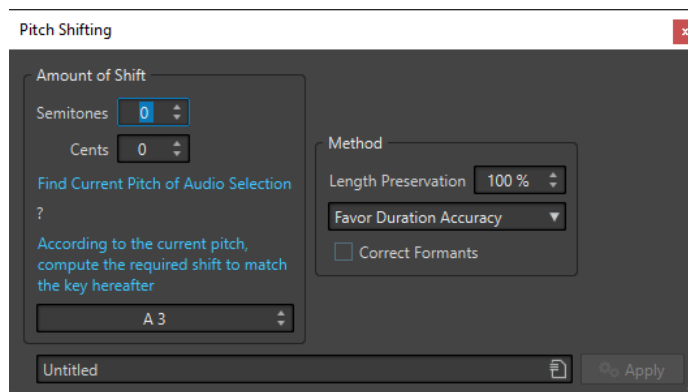 Pitch Shifting
x
Amount of Shift
Semitones 0
Cents 0
Find Current Pitch of Audio Selection
?
According to the current pitch,
compute the required shift to match
the key hereafter
A 3
Method
Length Preservation 100 %
Favor Duration Accuracy
Correct Formants
Untitled
Apply